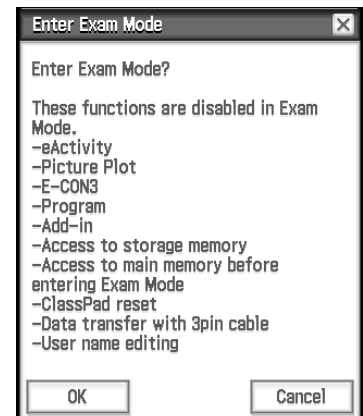 Enter Exam Mode
Enter Exam Mode?
These functions are disabled in Exam
Mode.
-eActivity
-Picture Plot
-E-CON3
-Program
-Add-in
-Access to storage memory
-Access to main memory before
entering Exam Mode
-ClassPad reset
-Data transfer with 3pin cable
-User name editing
OK Cancel